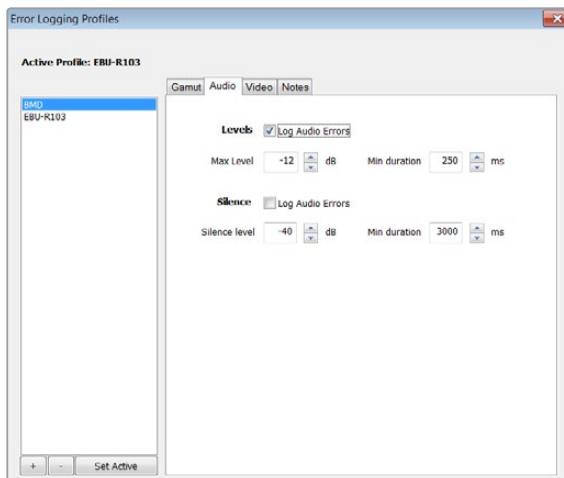 Error Logging Profiles
Active Profile: EBU-R103
Gamut Audio Video Notes
BMD
EBU-R103
Levels Log Audio Errors
Max Level -12 dB Min duration 250 ms
Silence Log Audio Errors
Silence level -40 dB Min duration 3000 ms
+ - Set Active